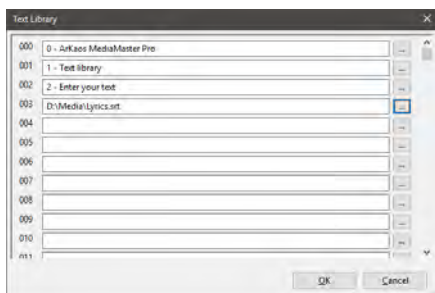 Text Library
000 0 - ArKaos MediaMaster Pro ...
001 1 - Text library ...
002 2 - Enter your text ...
003 D:\Media\Lyrics.srt ...
004 ...
005 ...
006 ...
007 ...
008 ...
009 ...
010 ...
011
OK Cancel